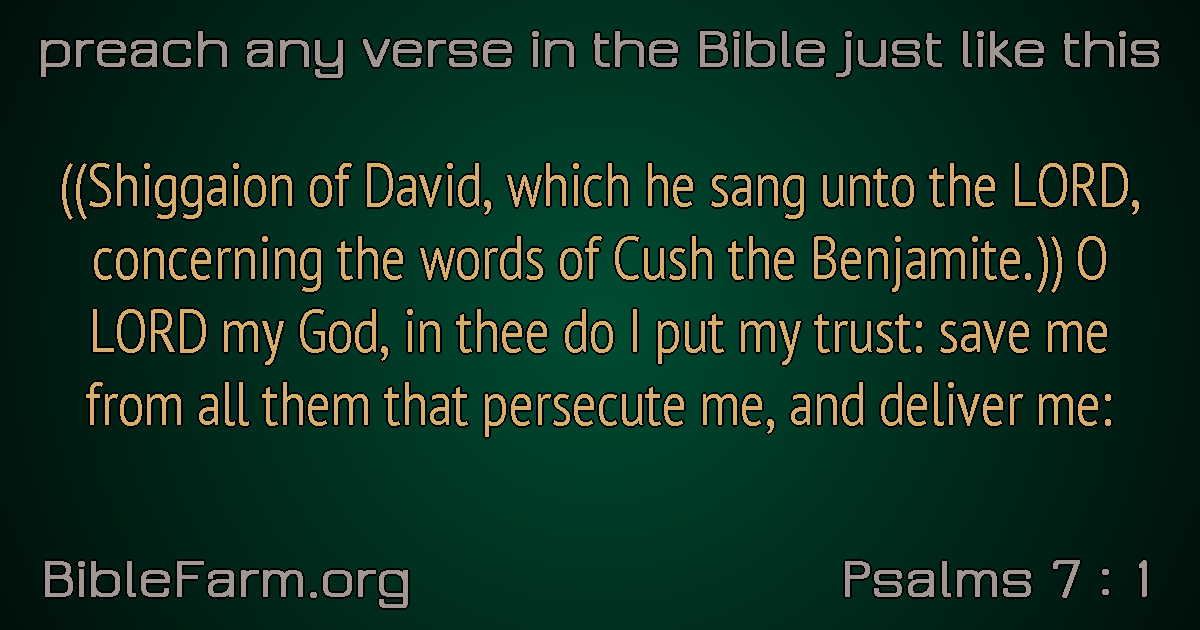 preach any verse in the Bible just like this
((Shiggaion of David, which he sang unto the LORD,
concerning the words of Cush the Benjamite.)) O
LORD my God, in thee do I put my trust: save me
from all them that persecute me, and deliver me:
BibleFarm.org
Psalms 7 : 1